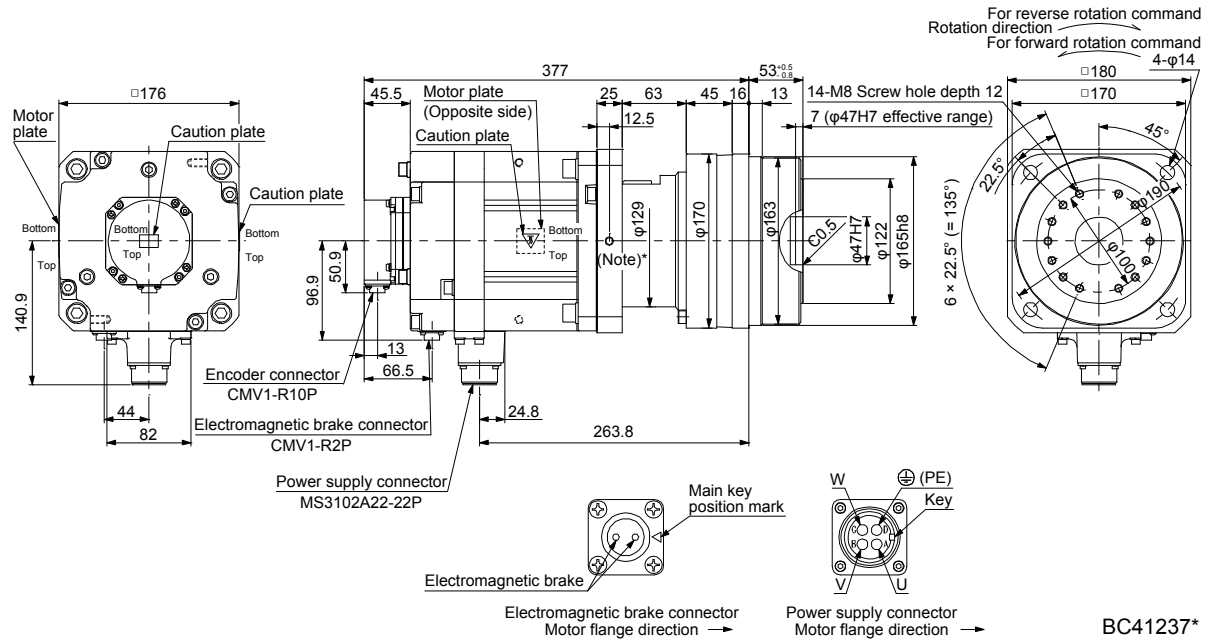 For reverse rotation command
Rotation direction
For forward rotation command
4-φ14
□176
377
53 +0.5 -0.8
□180
□170
45.5
Motor plate
(Opposite side)
25
63
45
16
13
14-M8 Screw hole depth 12
Motor
plate
Caution plate
Caution plate
12.5
7 (φ47H7 effective range)
45°
22.5°
Caution plate
φ129
φ170
φ163
C0.5
φ47H7
φ122
φ165h8
φ190
φ100
6 × 22.5° (= 135°)
Bottom
Top
Bottom
Top
Bottom
Top
Bottom
Top
(Note)*
140.9
96.9
50.9
13
66.5
Encoder connector
CMV1-R10P
44
82
Electromagnetic brake connector
CMV1-R2P
24.8
263.8
Power supply connector
MS3102A22-22P
Main key
position mark
W
(PE)
Key
C
D
B
A
Electromagnetic brake
V
U
Electromagnetic brake connector
Motor flange direction
Power supply connector
Motor flange direction
BC41237*